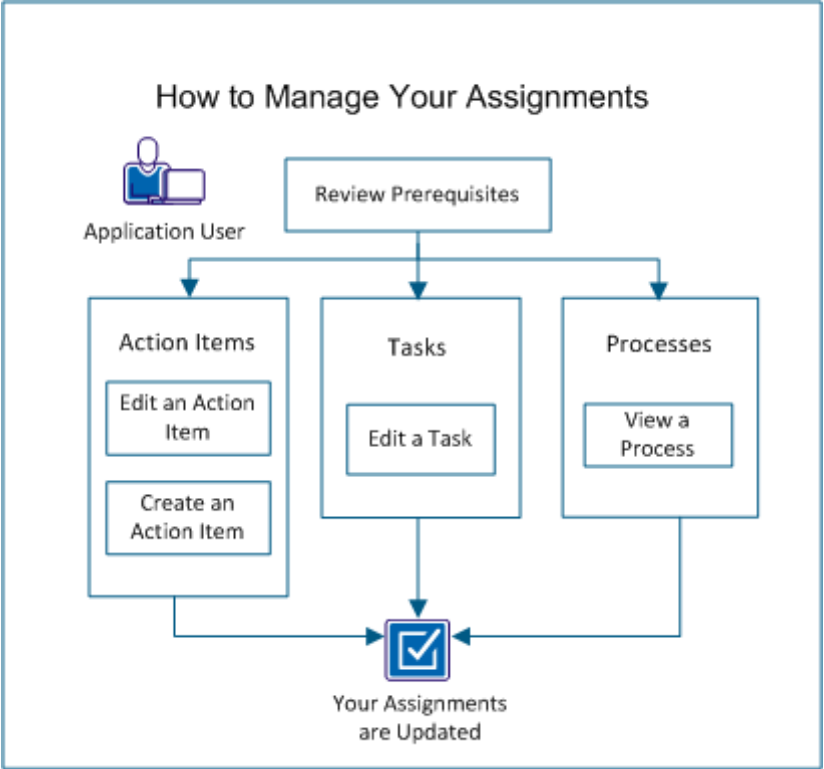 How to Manage Your Assignments
Application User
Review Prerequisites
Action Items
Edit an Action
Item
Create an
Action Item
Tasks
Edit a Task
Processes
View a
Process
Your Assignments
are Updated